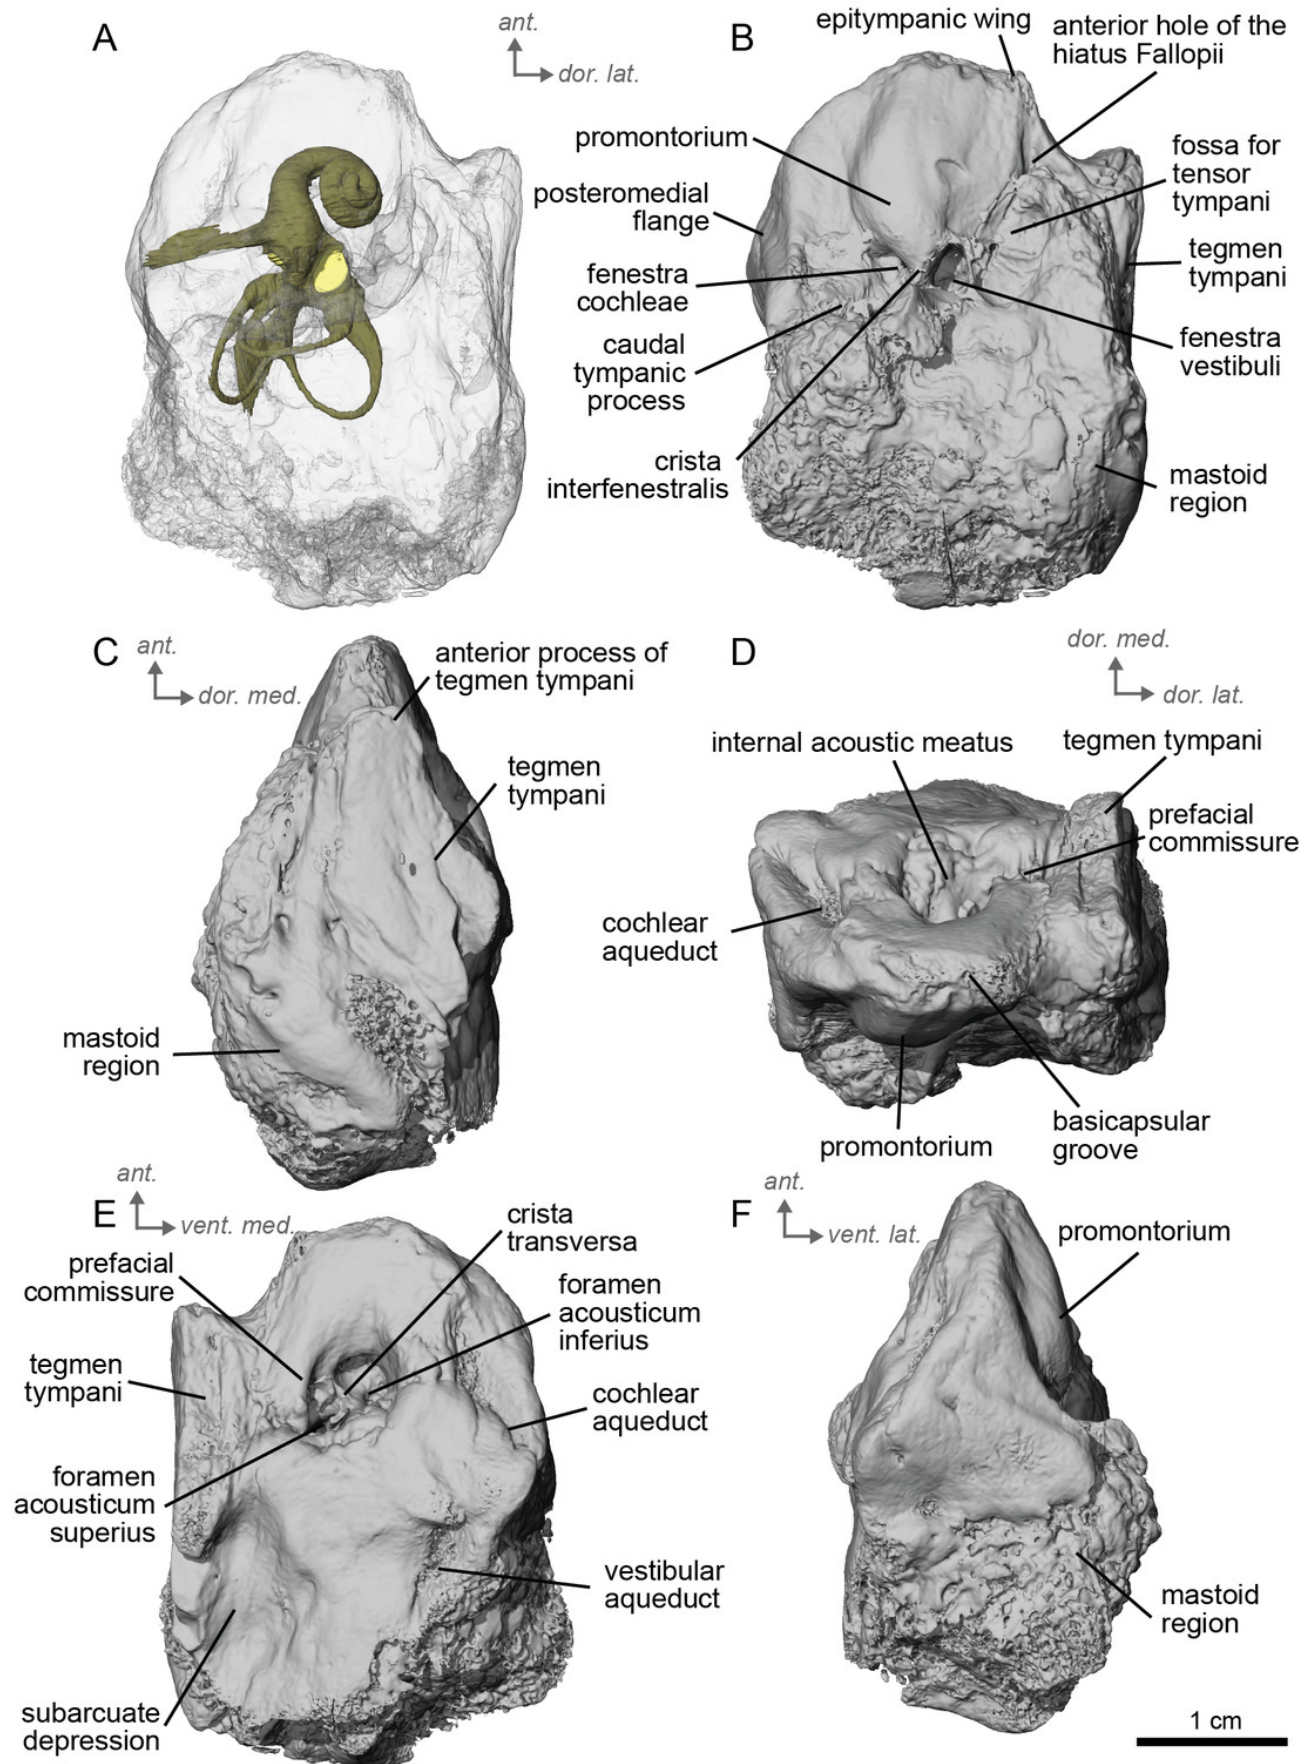 A
ant.
dor. lat.
B
epitympanic wing
anterior hole of the
hiatus Fallopii
promontorium
posteromedial
flange
fenestra
cochleae
caudal
tympanic
process
crista
interfenestralis
fossa for
tensor
tympani
tegmen
tympani
fenestra
vestibuli
mastoid
region
C
ant.
dor. med.
anterior process of
tegmen tympani
tegmen
tympani
mastoid
region
D
dor. med.
dor. lat.
internal acoustic meatus
tegmen tympani
prefacial
commissure
cochlear
aqueduct
promontorium
basicapsular
groove
E
ant.
vent. med.
crista
transversa
prefacial
commissure
foramen
acousticum
inferius
tegmen
tympani
cochlear
aqueduct
foramen
acousticum
superius
vestibular
aqueduct
subarcuate
depression
F
ant.
vent. lat.
promontorium
mastoid
region
1 cm